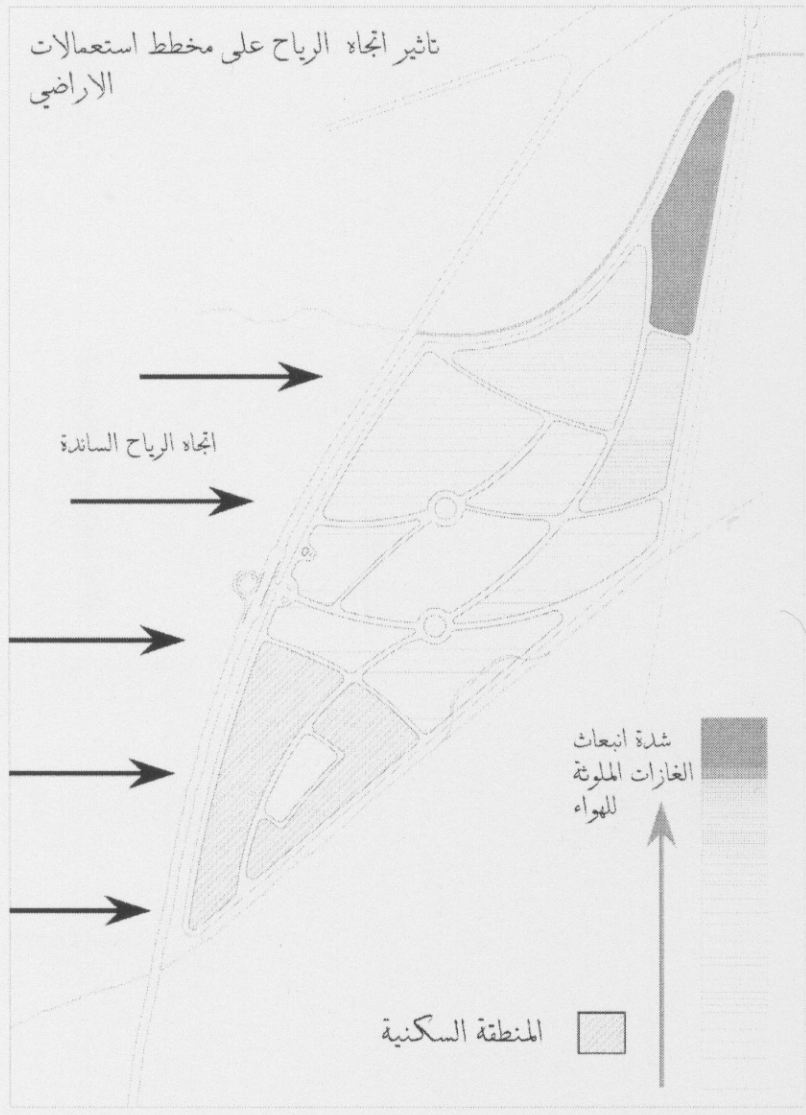 تاثير اتجاه الرياح على مخطط استعمالات
الاراضي
اتجاه الرياح السائدة
شدة انبعاث
الغازات الملوثة
للهواء
المنطقة السكنية